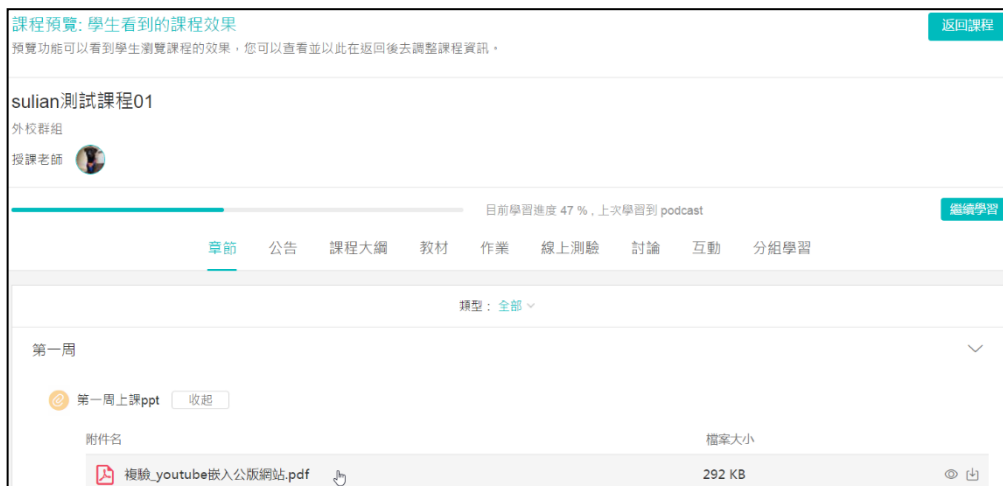 課程預覽: 學生看到的課程效果
返回課程
預覽功能可以看到學生瀏覽課程的效果，您可以查看並以此在返回後去調整課程資訊。
sulian測試課程01
外校群組
授課老師
目前學習進度 47 % , 上次學習到 podcast
繼續學習
章節 公告 課程大綱 教材 作業 線上測驗 討論 互動 分組學習
類型： 全部
第一周
第一周上課ppt 收起
附件名 檔案大小
複驗_youtube嵌入公版網站.pdf 292 KB